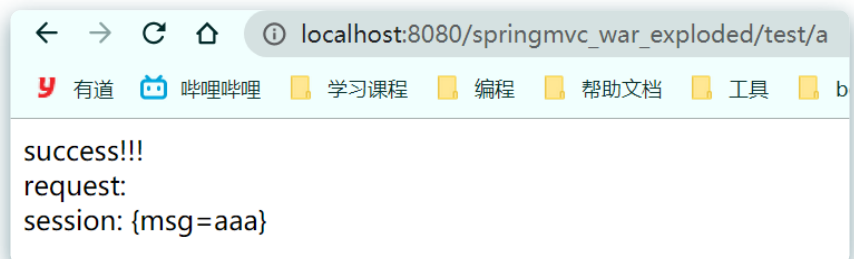 localhost:8080/springmvc_war_exploded/test/a
y 有道 哔哩哔哩 学习课程 编程 帮助文档 工具 b
success!!!
request:
session: {msg=aaa}